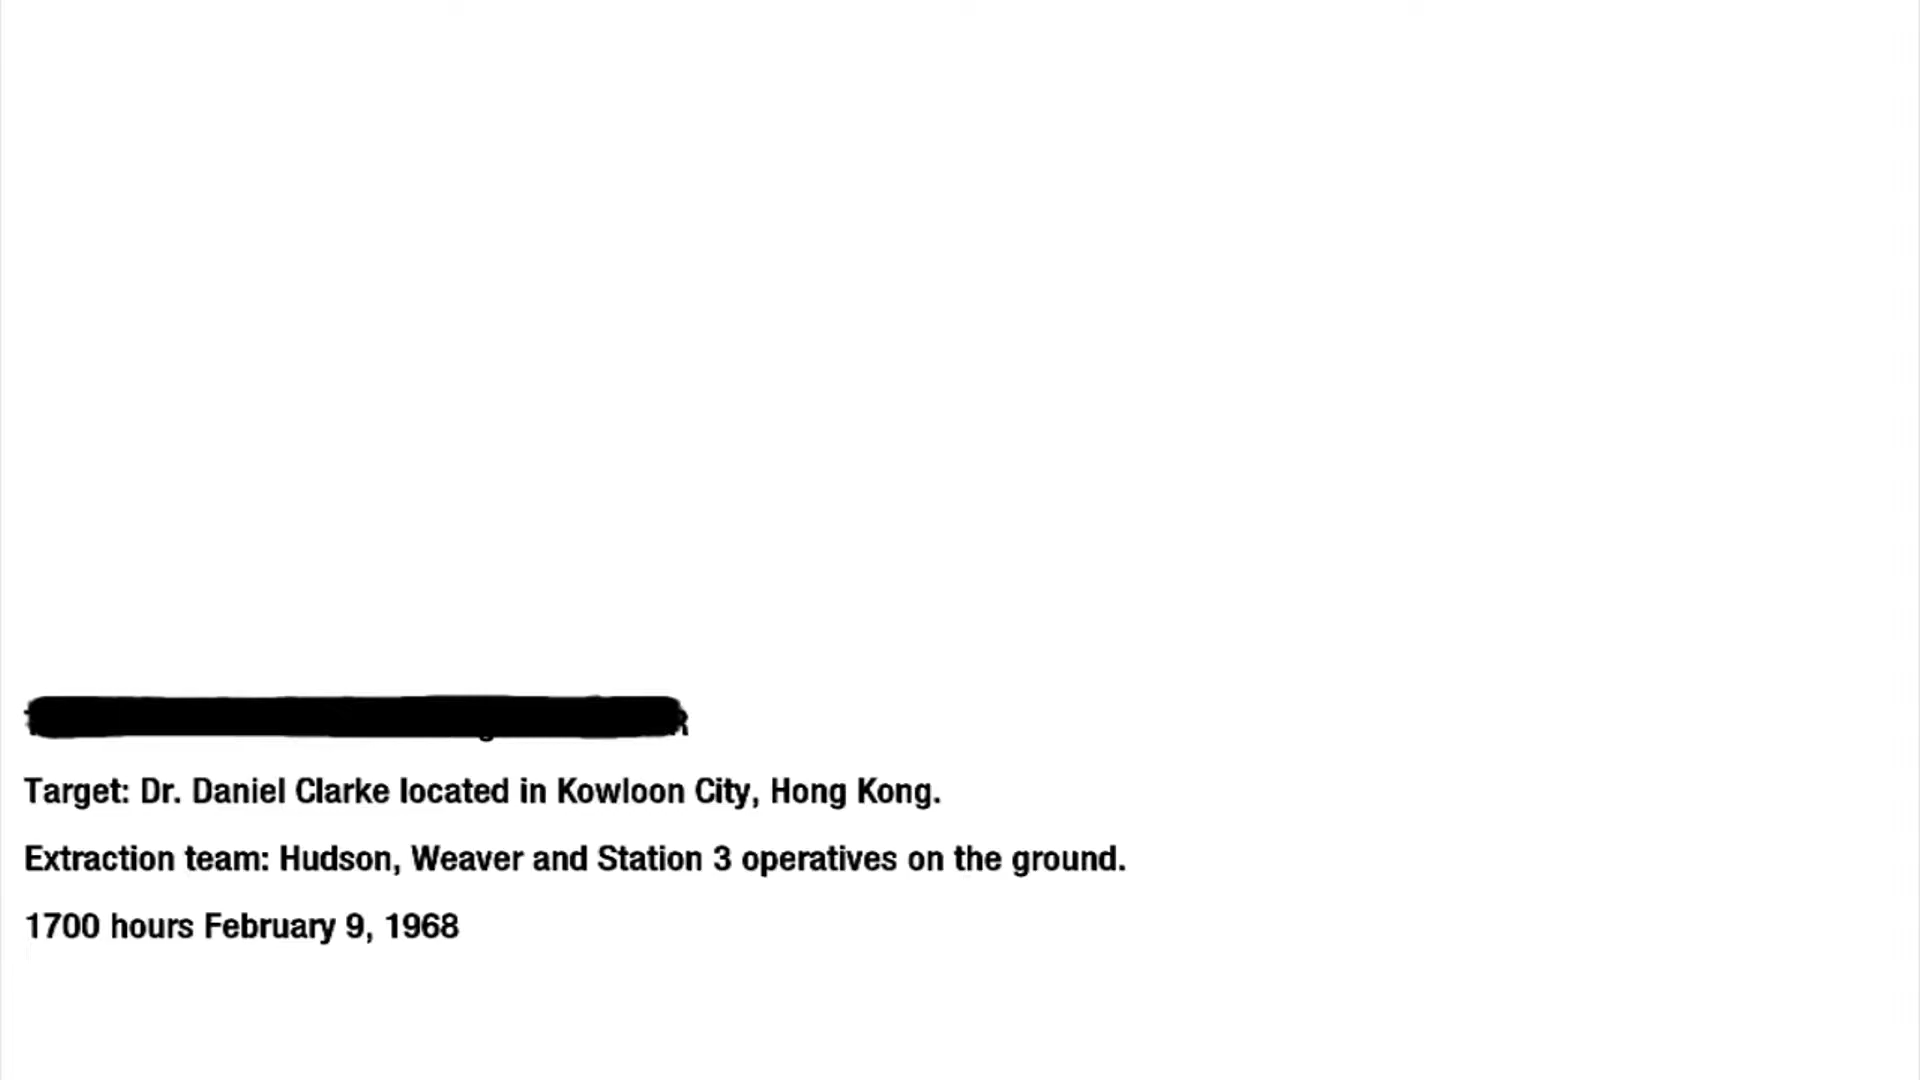 Target: Dr. Daniel Clarke located in Kowloon City, Hong Kong.
Extraction team: Hudson, Weaver and Station 3 operatives on the ground.
1700 hours February 9, 1968